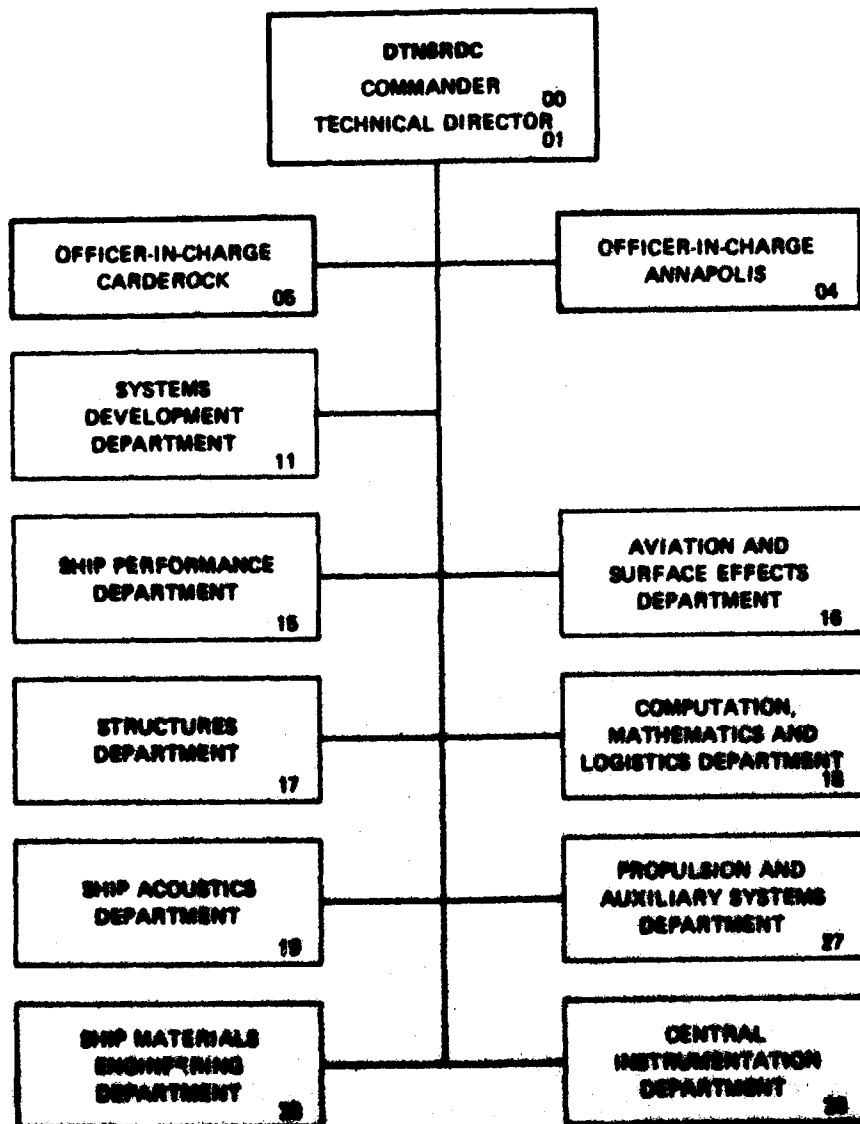 DTNSRDC
COMMANDER 00
TECHNICAL DIRECTOR 01
OFFICER-IN-CHARGE
CARDEROCK
05
OFFICER-IN-CHARGE
ANNAPOLIS
04
SYSTEMS
DEVELOPMENT
DEPARTMENT
11
SHIP PERFORMANCE
DEPARTMENT
15
AVIATION AND
SURFACE EFFECTS
DEPARTMENT
16
STRUCTURES
DEPARTMENT
17
COMPUTATION,
MATHEMATICS AND
LOGISTICS DEPARTMENT
18
SHIP ACOUSTICS
DEPARTMENT
19
PROPULSION AND
AUXILIARY SYSTEMS
DEPARTMENT
27
SHIP MATERIALS
ENGINEERING
DEPARTMENT
CENTRAL
INSTRUMENTATION
DEPARTMENT